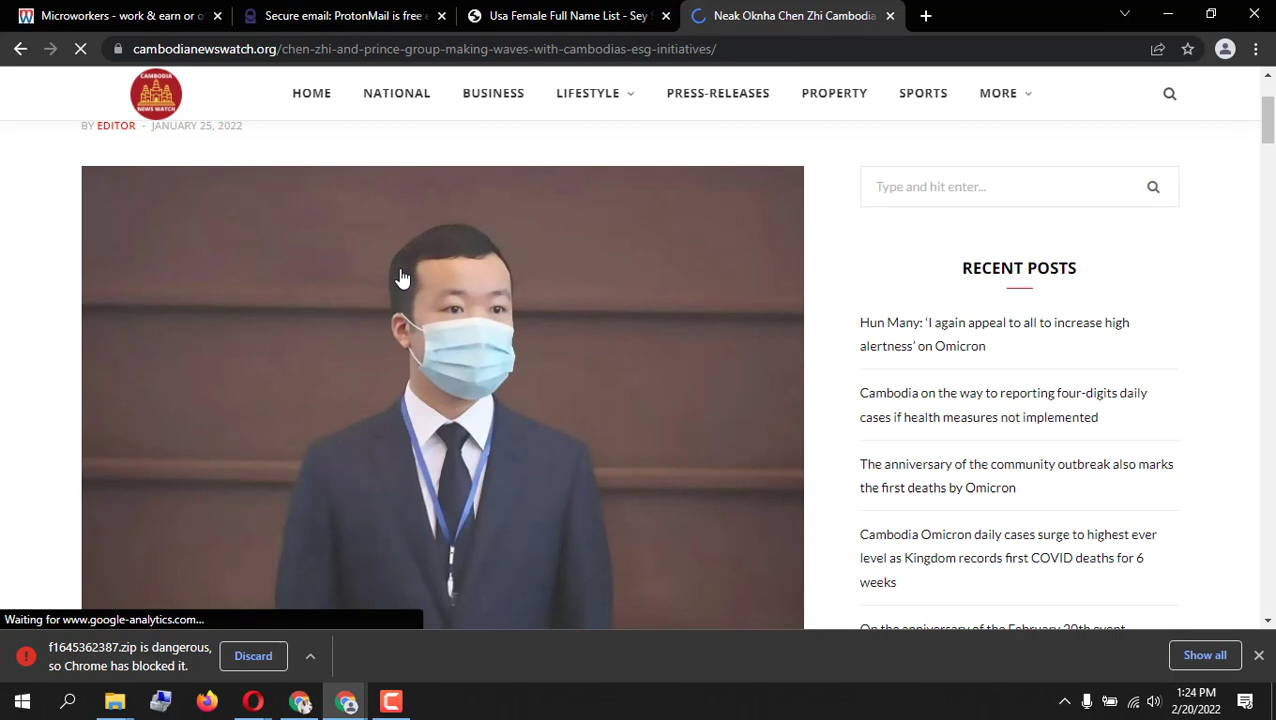 Microworkers - work & earn or o
Secure email: ProtonMail is free e
Usa Female Full Name List - Sey S
Neak Oknha Chen Zhi Cambodia
cambodianewswatch.org/chen-zhi-and-prince-group-making-waves-with-cambodias-esg-initiatives/
CAMBODIA
NEWS WATCH
HOME
NATIONAL
BUSINESS
LIFESTYLE
PRESS-RELEASES
PROPERTY
SPORTS
MORE
BY EDITOR - JANUARY 25, 2022
Type and hit enter...
RECENT POSTS
Hun Many: ‘I again appeal to all to increase high
alertness’ on Omicron
Cambodia on the way to reporting four-digits daily
cases if health measures not implemented
The anniversary of the community outbreak also marks
the first deaths by Omicron
Cambodia Omicron daily cases surge to highest ever
level as Kingdom records first COVID deaths for 6
weeks
On the anniversary of the February 20th event
Waiting for www.google-analytics.com...
f1645362387.zip is dangerous,
so Chrome has blocked it.
Discard
Show all
1:24 PM
2/20/2022